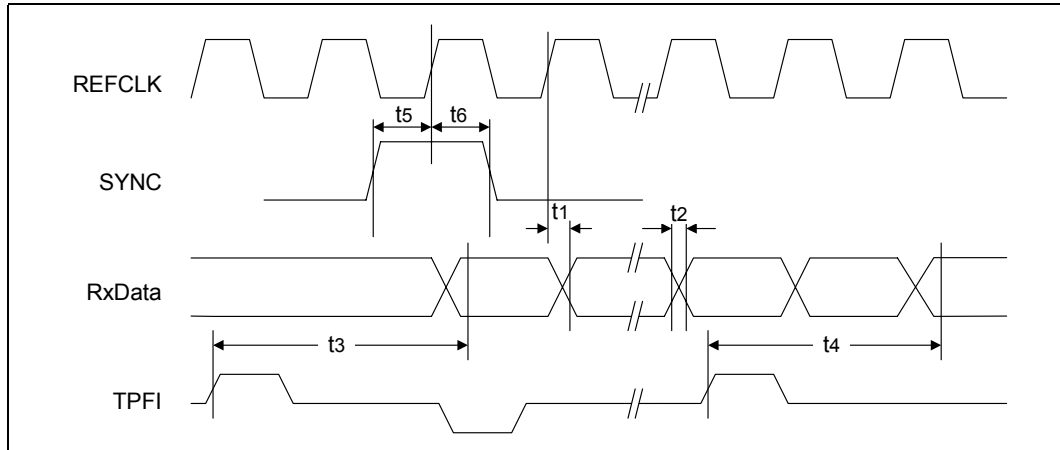 REFCLK
t5
t6
SYNC
t1
t2
RxData
t3
t4
TPFI